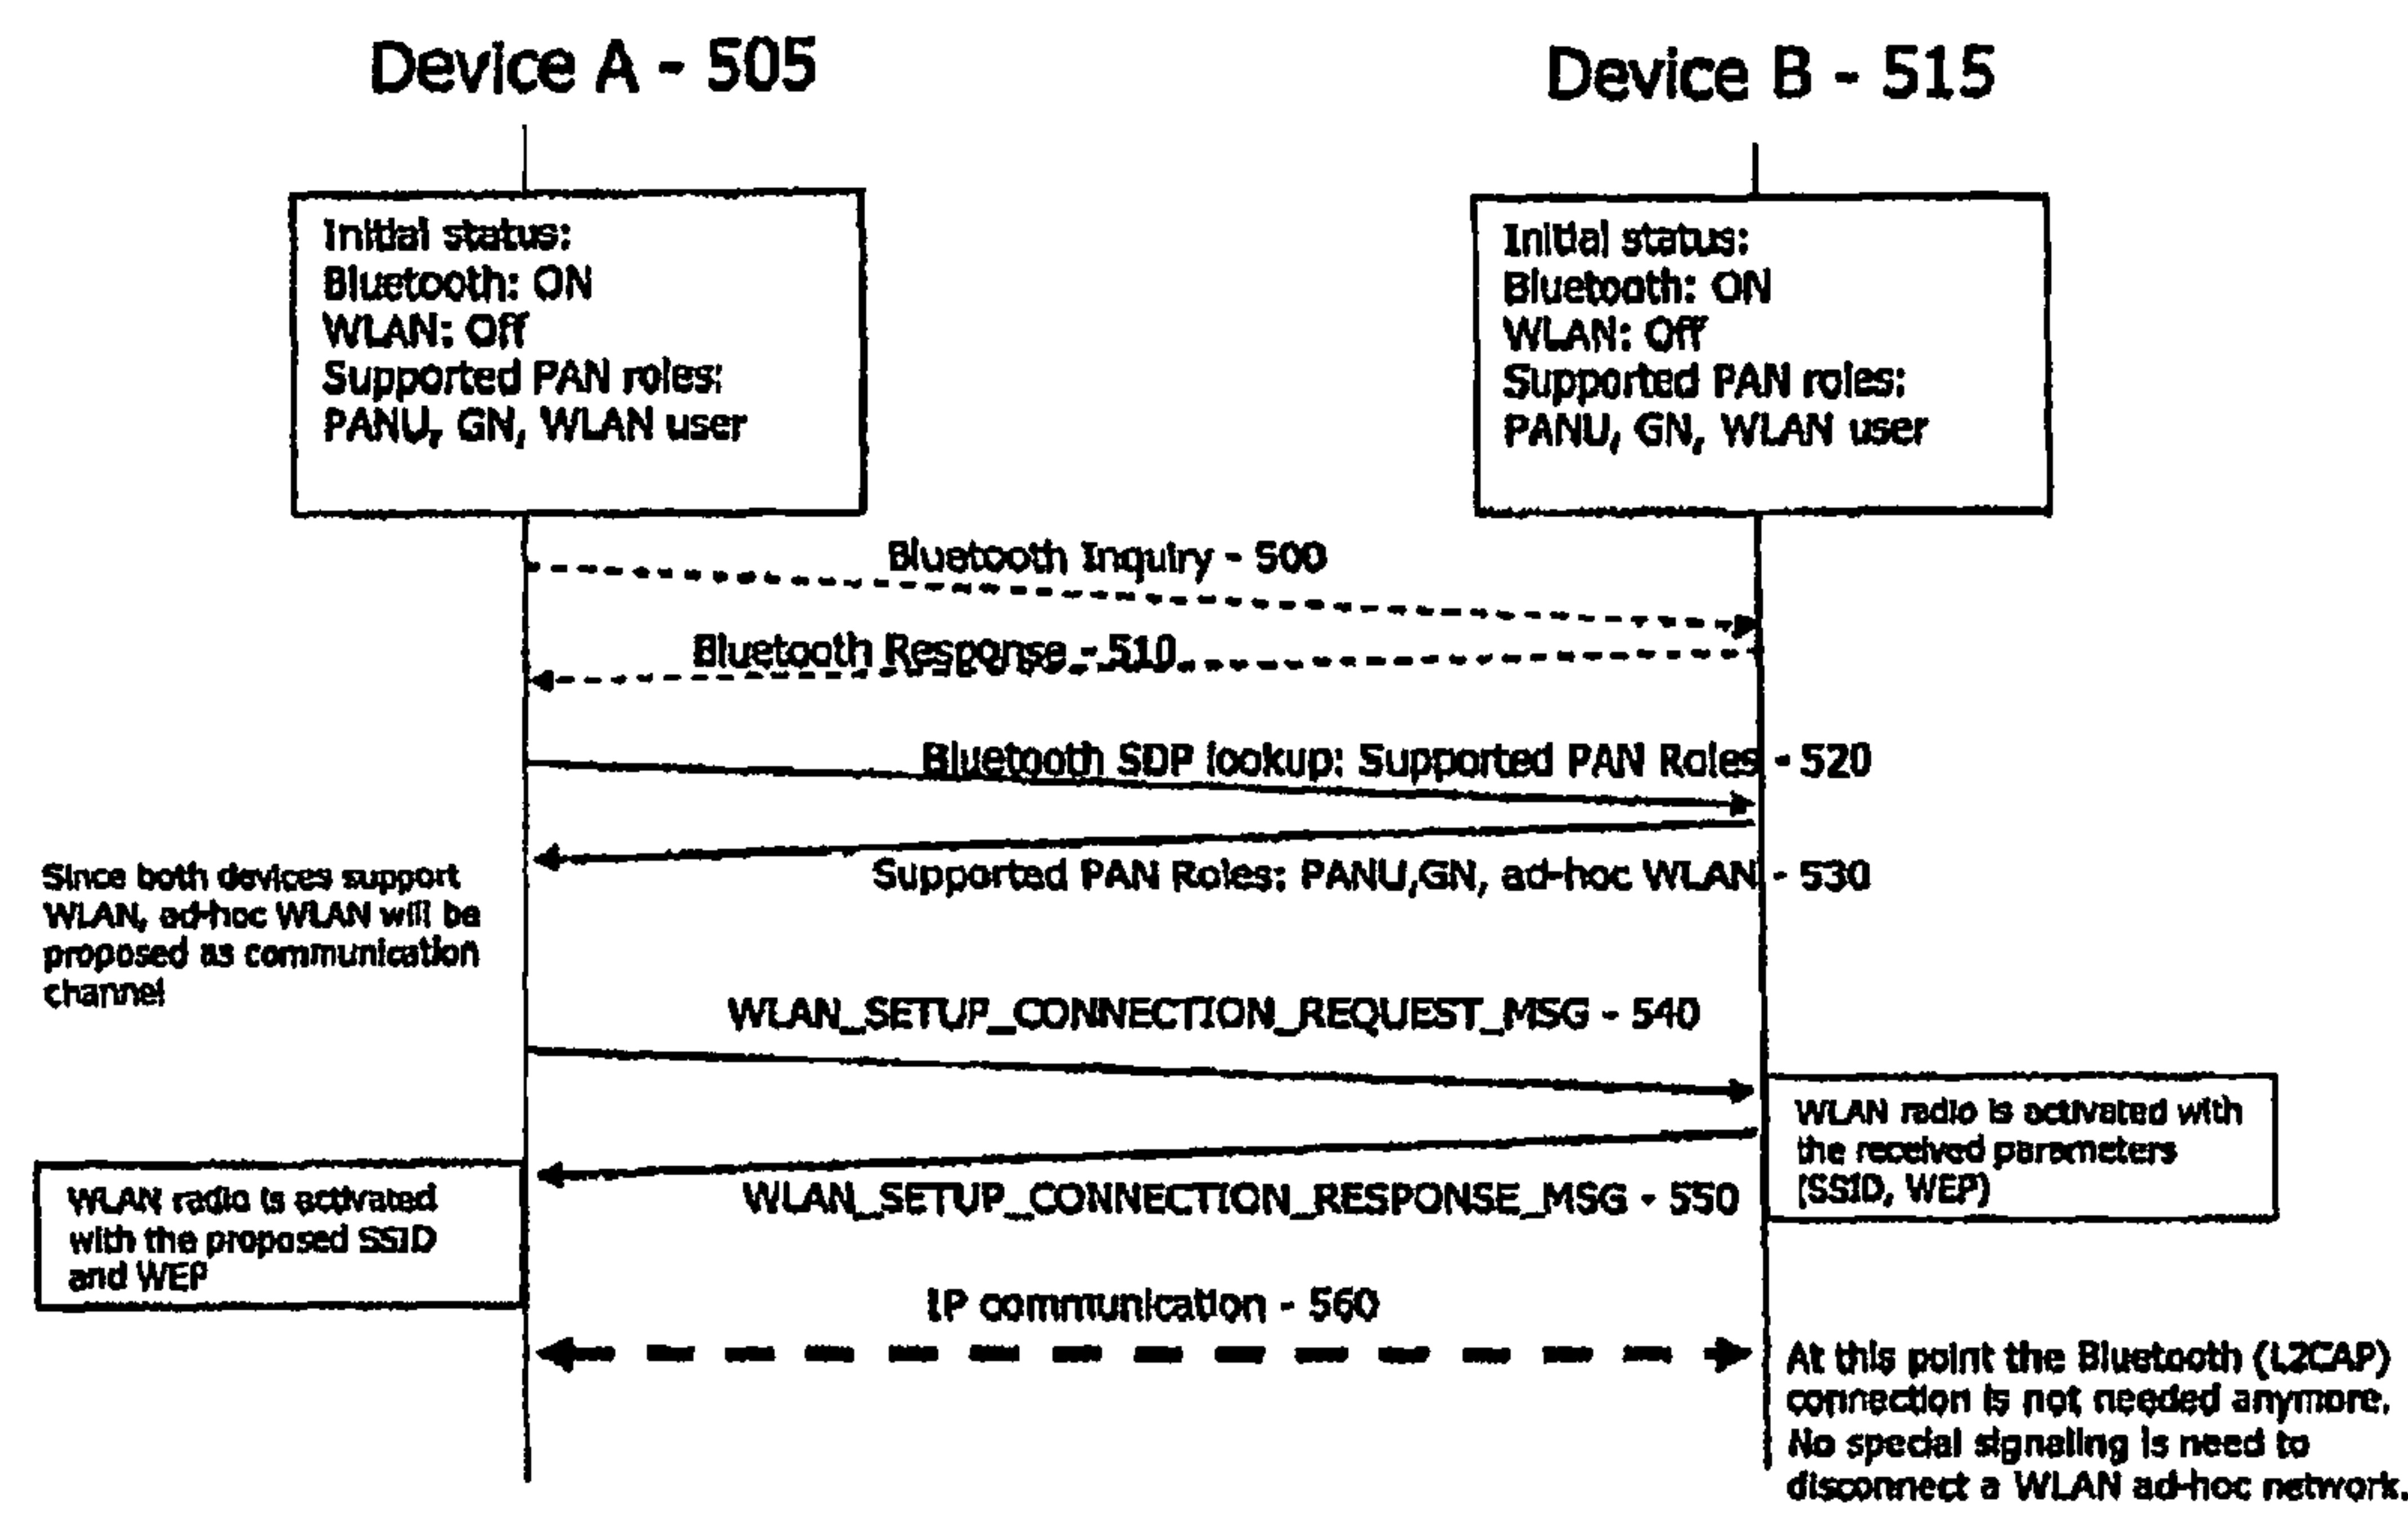 Device A - 505
Device B - 515
Initial status:
Bluetooth: ON
WLAN: Off
Supported PAN roles:
PANU, GN, WLAN user
Initial status:
Bluetooth: ON
WLAN: Off
Supported PAN roles:
PANU, GN, WLAN user
Bluetooth Inquiry - 500
Bluetooth Response - 510
Bluetooth SDP lookup: Supported PAN Roles - 520
Supported PAN Roles: PANU,GN, ad-hoc WLAN - 530
Since both devices support
WLAN, ad-hoc WLAN will be
proposed as communication
channel
WLAN_SETUP_CONNECTION_REQUEST_MSG - 540
WLAN radio is activated with
the received parameters
(SSID, WEP)
WLAN_SETUP_CONNECTION_RESPONSE_MSG - 550
WLAN radio is activated
with the proposed SSID
and WEP
IP communication - 560
At this point the Bluetooth (L2CAP)
connection is not needed anymore.
No special signaling is need to
disconnect a WLAN ad-hoc network.